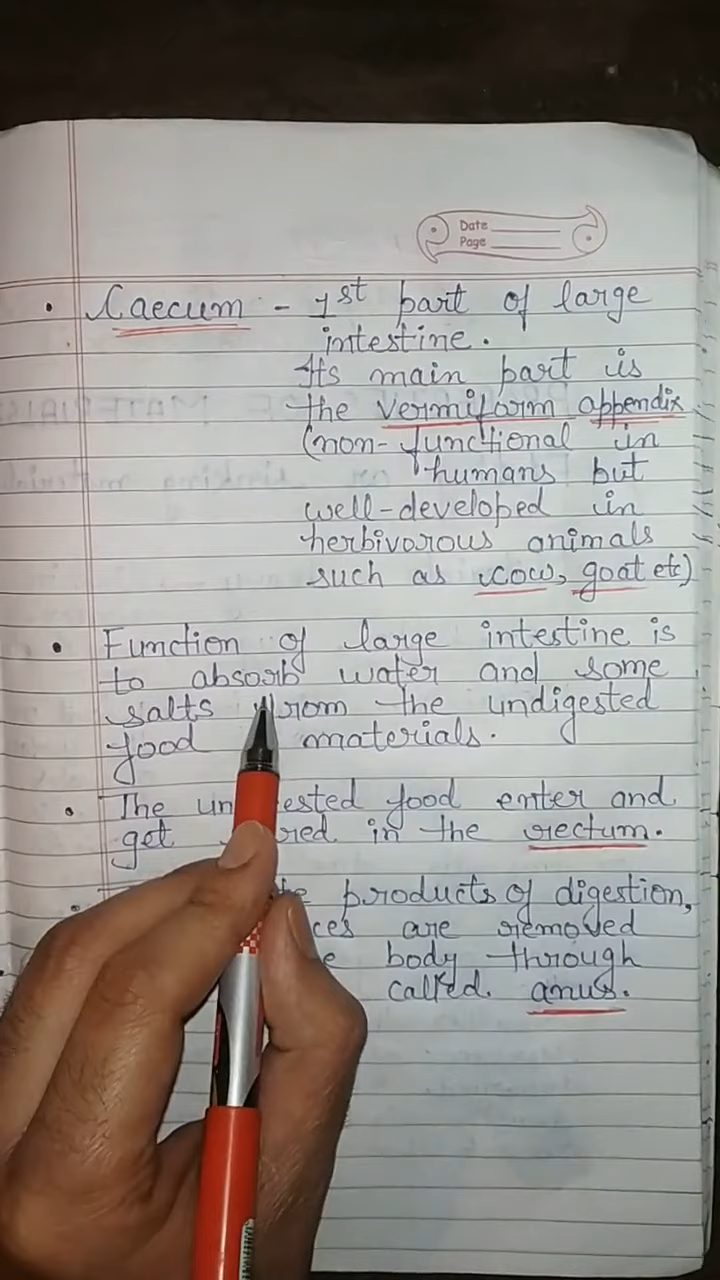 Date
Page
• Caecum - 1st part of large
intestine.
Its main part is
the vermiform appendix
(non-functional in
humans but
well-developed in
herbivorous animals
such as cow, goat etc)
• Function of large intestine is
to absorb water and some
salts from the undigested
food materials.
• The un ested food enter and
get red in the rectum.
• products of digestion,
ces are removed
body through
called. anus.